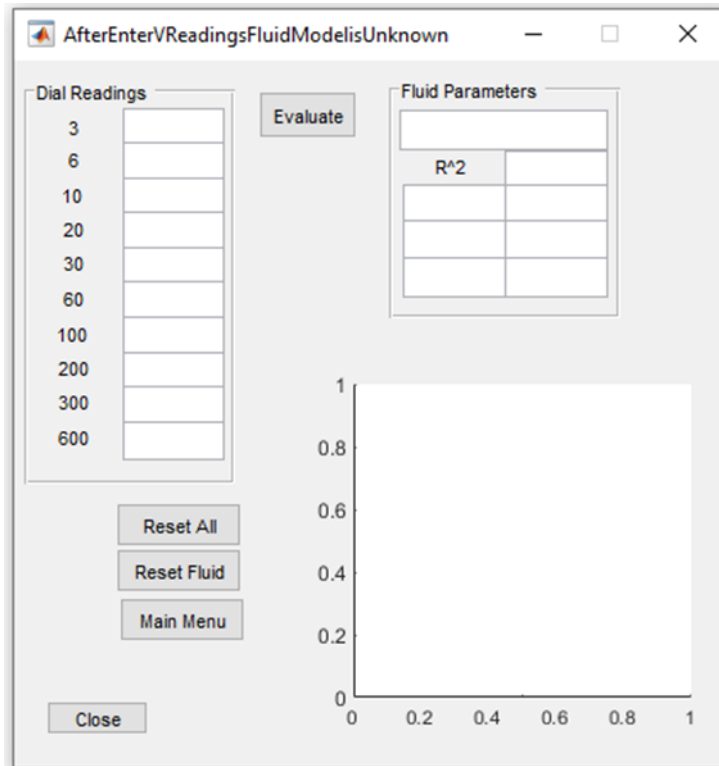 AfterEnterVReadingsFluidModelisUnknown
Dial Readings
3
6
10
20
30
60
100
200
300
600
Evaluate
Fluid Parameters
R^2
Reset All
Reset Fluid
Main Menu
Close
1
0.8
0.6
0.4
0.2
0
0 0.2 0.4 0.6 0.8 1